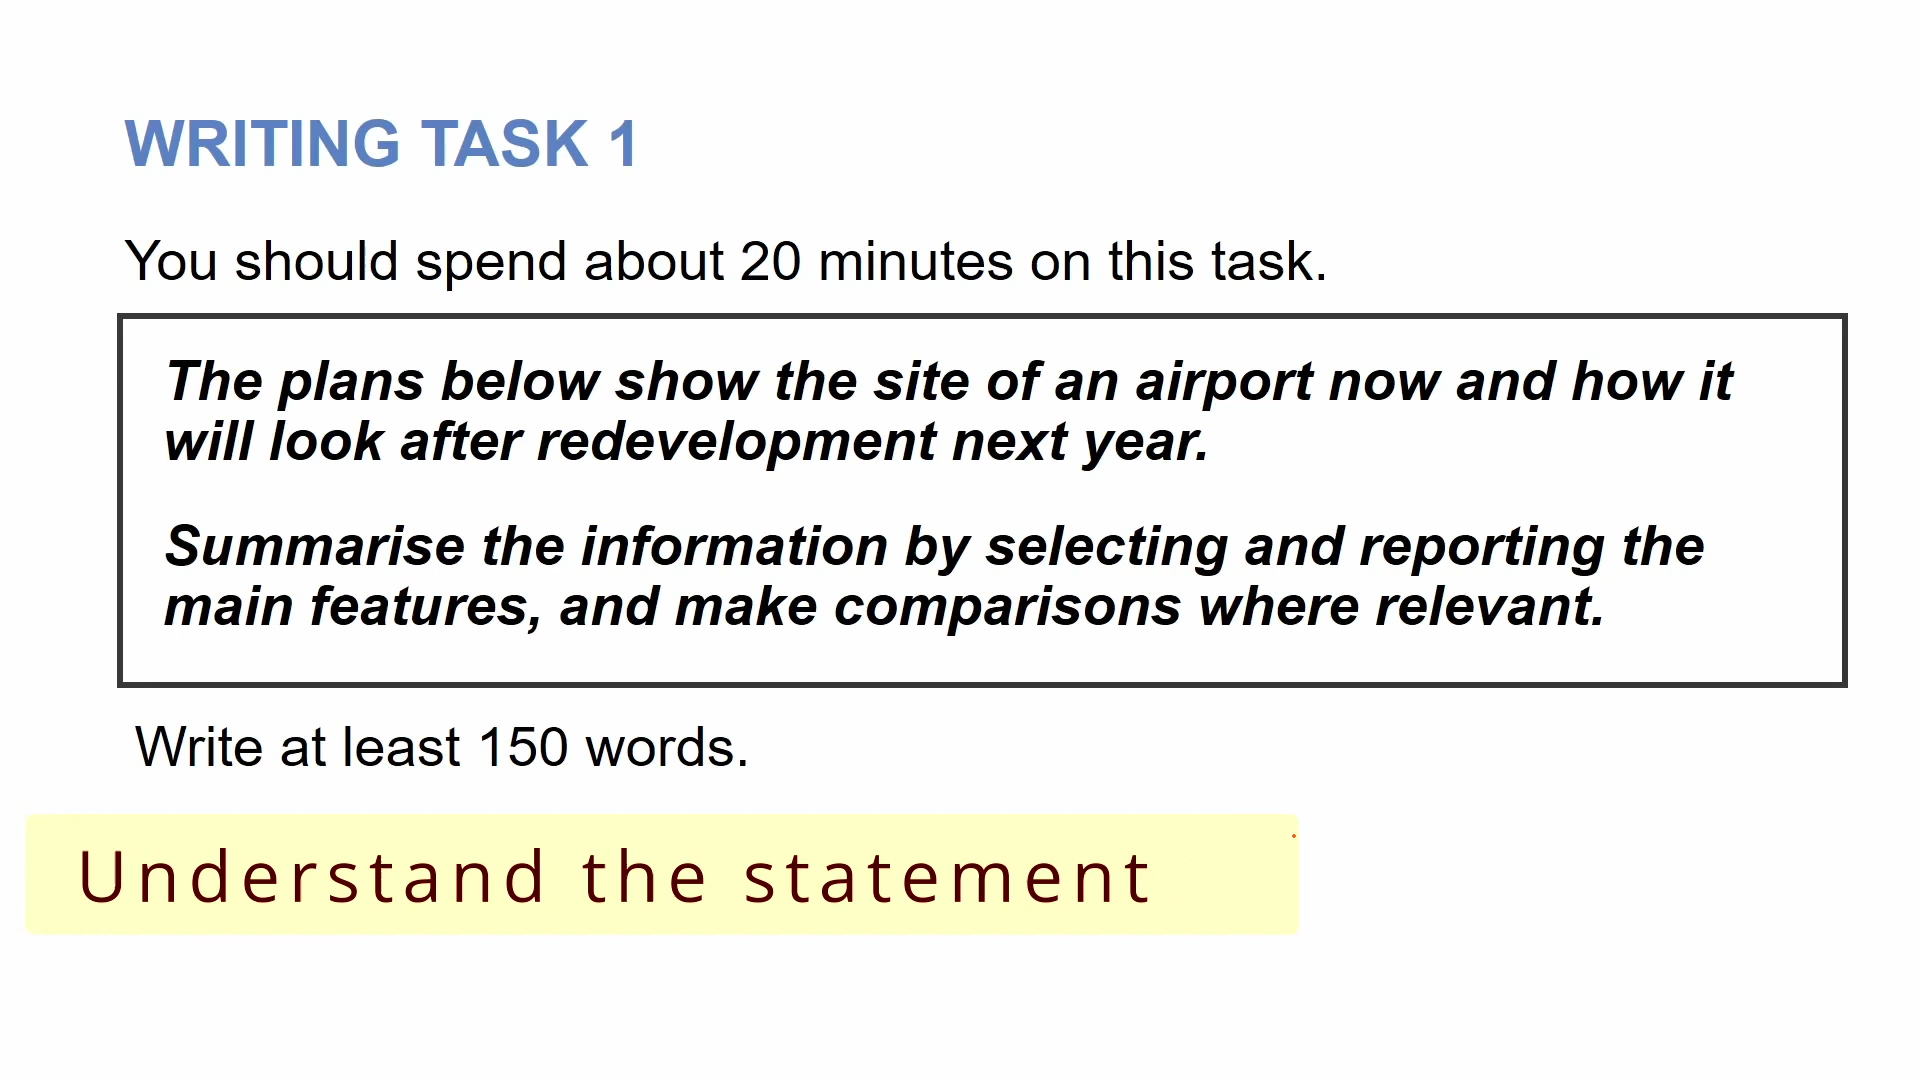 WRITING TASK 1
You should spend about 20 minutes on this task.
The plans below show the site of an airport now and how it
will look after redevelopment next year.
Summarise the information by selecting and reporting the
main features, and make comparisons where relevant.
Write at least 150 words.
Understand the statement